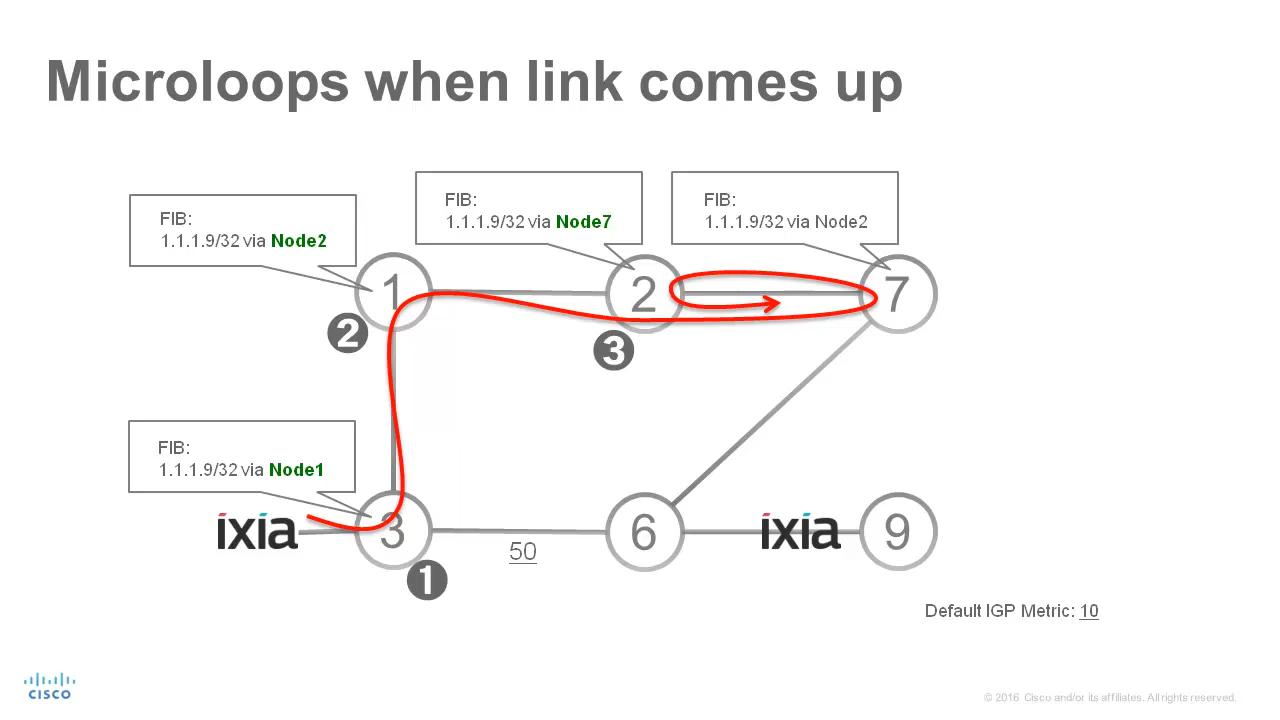 Microloops when link comes up
FIB:
1.1.1.9/32 via Node2
FIB:
1.1.1.9/32 via Node7
FIB:
1.1.1.9/32 via Node2
1
2
7
❷
❸
FIB:
1.1.1.9/32 via Node1
ixia
3
6
ixia
9
50
❶
Default IGP Metric: 10
CISCO
© 2016 Cisco and/or its affiliates. All rights reserved.